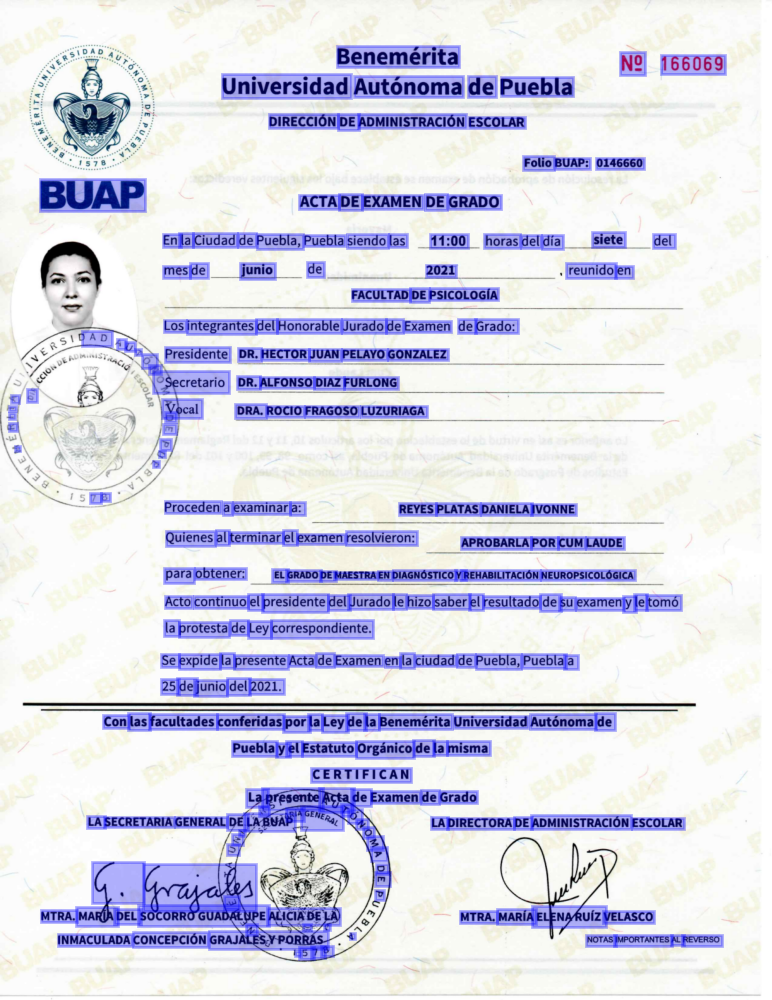 Benemérita
Universidad Autónoma de Puebla
Nº 166069
DIRECCIÓN DE ADMINISTRACIÓN ESCOLAR
Folio BUAP: 0146660
BENEMÉRITA UNIVERSIDAD AUTÓNOMA DE PUEBLA
· 1578 ·
BUAP
ACTA DE EXAMEN DE GRADO
En la Ciudad de Puebla, Puebla siendo las 11:00 horas del día siete del
mes de junio de 2021 , reunido en
FACULTAD DE PSICOLOGÍA
Los Integrantes del Honorable Jurado de Examen de Grado:
Presidente DR. HECTOR JUAN PELAYO GONZALEZ
Secretario DR. ALFONSO DIAZ FURLONG
Vocal DRA. ROCIO FRAGOSO LUZURIAGA
Proceden a examinar a: REYES PLATAS DANIELA IVONNE
Quienes al terminar el examen resolvieron: APROBARLA POR CUM LAUDE
para obtener: EL GRADO DE MAESTRA EN DIAGNÓSTICO Y REHABILITACIÓN NEUROPSICOLÓGICA
Acto continuo el presidente del Jurado le hizo saber el resultado de su examen y le tomó
la protesta de Ley correspondiente.
Se expide la presente Acta de Examen en la ciudad de Puebla, Puebla a
25 de junio del 2021.
Con las facultades conferidas por la Ley de la Benemérita Universidad Autónoma de
Puebla y el Estatuto Orgánico de la misma
CERTIFICAN
La presente Acta de Examen de Grado
LA SECRETARIA GENERAL DE LA BUAP
LA DIRECTORA DE ADMINISTRACIÓN ESCOLAR
G. Grajales
MTRA. MARÍA DEL SOCORRO GUADALUPE ALICIA DE LA
INMACULADA CONCEPCIÓN GRAJALES Y PORRAS
MTRA. MARÍA ELENA RUÍZ VELASCO
NOTAS IMPORTANTES AL REVERSO